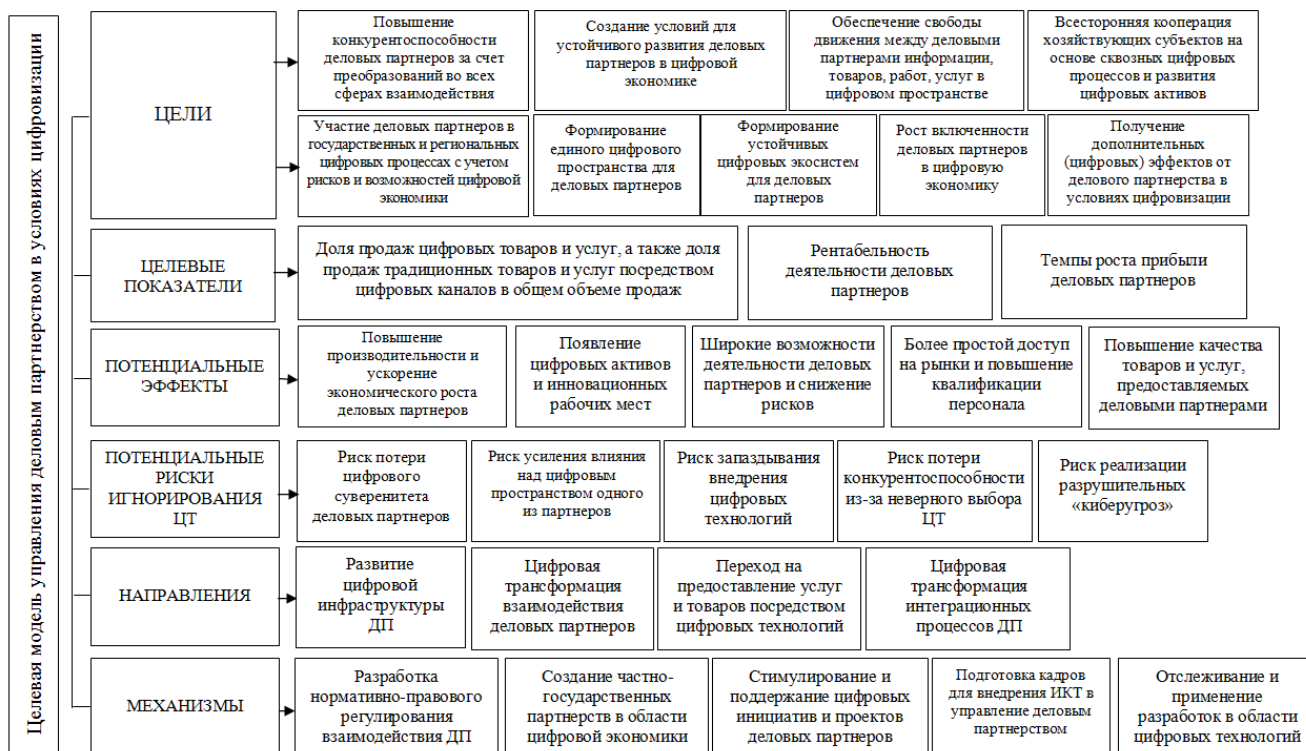 Целевая модель управления деловым партнерством в условиях цифровизации
ЦЕЛИ
Повышение
конкурентоспособности
деловых партнеров за счет
преобразований во всех
сферах взаимодействия
Создание условий для
устойчивого развития деловых
партнеров в цифровой
экономике
Обеспечение свободы
движения между деловыми
партнерами информации,
товаров, работ, услуг в
цифровом пространстве
Всесторонняя кооперация
хозяйствующих субъектов на
основе сквозных цифровых
процессов и развития
цифровых активов
Участие деловых партнеров в
государственных и региональных
цифровых процессах с учетом
рисков и возможностей цифровой
экономики
Формирование
единого цифрового
пространства для
деловых партнеров
Формирование
устойчивых
цифровых экосистем
для деловых
партнеров
Рост включенности
деловых партнеров
в цифровую
экономику
Получение
дополнительных
(цифровых) эффектов от
делового партнерства в
условиях цифровизации
ЦЕЛЕВЫЕ
ПОКАЗАТЕЛИ
Доля продаж цифровых товаров и услуг, а также доля
продаж традиционных товаров и услуг посредством
цифровых каналов в общем объеме продаж
Рентабельность
деятельности деловых
партнеров
Темпы роста прибыли
деловых партнеров
ПОТЕНЦИАЛЬНЫЕ
ЭФФЕКТЫ
Повышение
производительности и
ускорение
экономического роста
деловых партнеров
Появление
цифровых активов
и инновационных
рабочих мест
Широкие возможности
деятельности деловых
партнеров и снижение
рисков
Более простой доступ
на рынки и повышение
квалификации
персонала
Повышение качества
товаров и услуг,
предоставляемых
деловыми партнерами
ПОТЕНЦИАЛЬНЫЕ
РИСКИ
ИГНОРИРОВАНИЯ
ЦТ
Риск потери
цифрового
суверенитета
деловых партнеров
Риск усиления влияния
над цифровым
пространством одного
из партнеров
Риск запаздывания
внедрения
цифровых
технологий
Риск потери
конкурентоспособности
из-за неверного выбора
ЦТ
Риск реализации
разрушительных
«киберугроз»
НАПРАВЛЕНИЯ
Развитие
цифровой
инфраструктуры
ДП
Цифровая
трансформация
взаимодействия
деловых партнеров
Переход на
предоставление услуг
и товаров посредством
цифровых технологий
Цифровая
трансформация
интеграционных
процессов ДП
МЕХАНИЗМЫ
Разработка
нормативно-правового
регулирования
взаимодействия ДП
Создание частно-
государственных
партнерств в области
цифровой экономики
Стимулирование и
поддержание цифровых
инициатив и проектов
деловых партнеров
Подготовка кадров
для внедрения ИКТ в
управление деловым
партнерством
Отслеживание и
применение
разработок в области
цифровых технологий